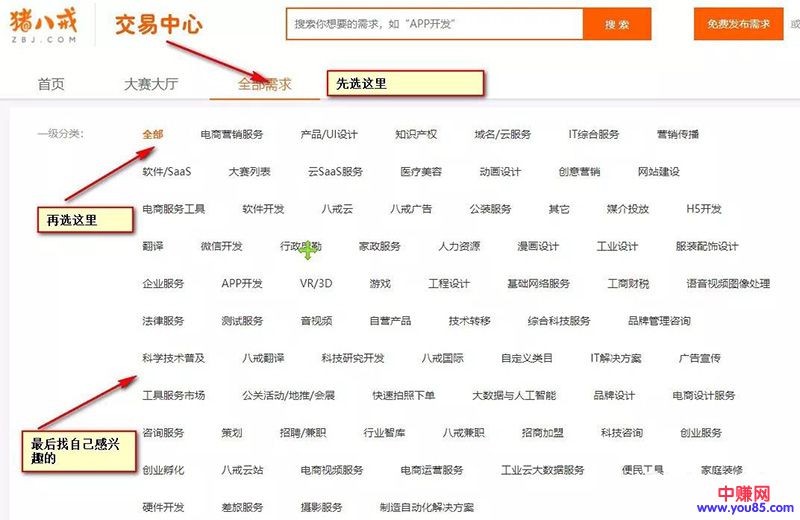 猪八戒
ZBJ.COM
交易中心
搜索你想要的需求，如“APP开发”
搜 索
免费发布需求
或
首页 大赛大厅 全部需求
先选这里
一级分类： 全部 电商营销服务 产品/UI设计 知识产权 域名/云服务 IT综合服务 营销传播
软件/SaaS 大赛列表 云SaaS服务 医疗美容 动画设计 创意营销 网站建设
电商服务工具 软件开发 八戒云 八戒广告 公装服务 其它 媒介投放 H5开发
再选这里
翻译 微信开发 行政 勤 家政服务 人力资源 漫画设计 工业设计 服装配饰设计
企业服务 APP开发 VR/3D 游戏 工程设计 基础网络服务 工商财税 语音视频图像处理
法律服务 测试服务 音视频 自营产品 技术转移 综合科技服务 品牌管理咨询
科学技术普及 八戒翻译 科技研究开发 八戒国际 自定义类目 IT解决方案 广告宣传
工具服务市场 公关活动/地推/会展 快速拍照下单 大数据与人工智能 品牌设计 电商设计服务
咨询服务 策划 招聘/兼职 行业智库 八戒兼职 招商加盟 科技咨询 创业服务
最后找自己感兴
趣的
创业孵化 八戒云站 电商视频服务 电商运营服务 工业云大数据服务 便民工具 家庭装修
硬件开发 差旅服务 摄影服务 制造自动化解决方案
中赚网
www.you85.com